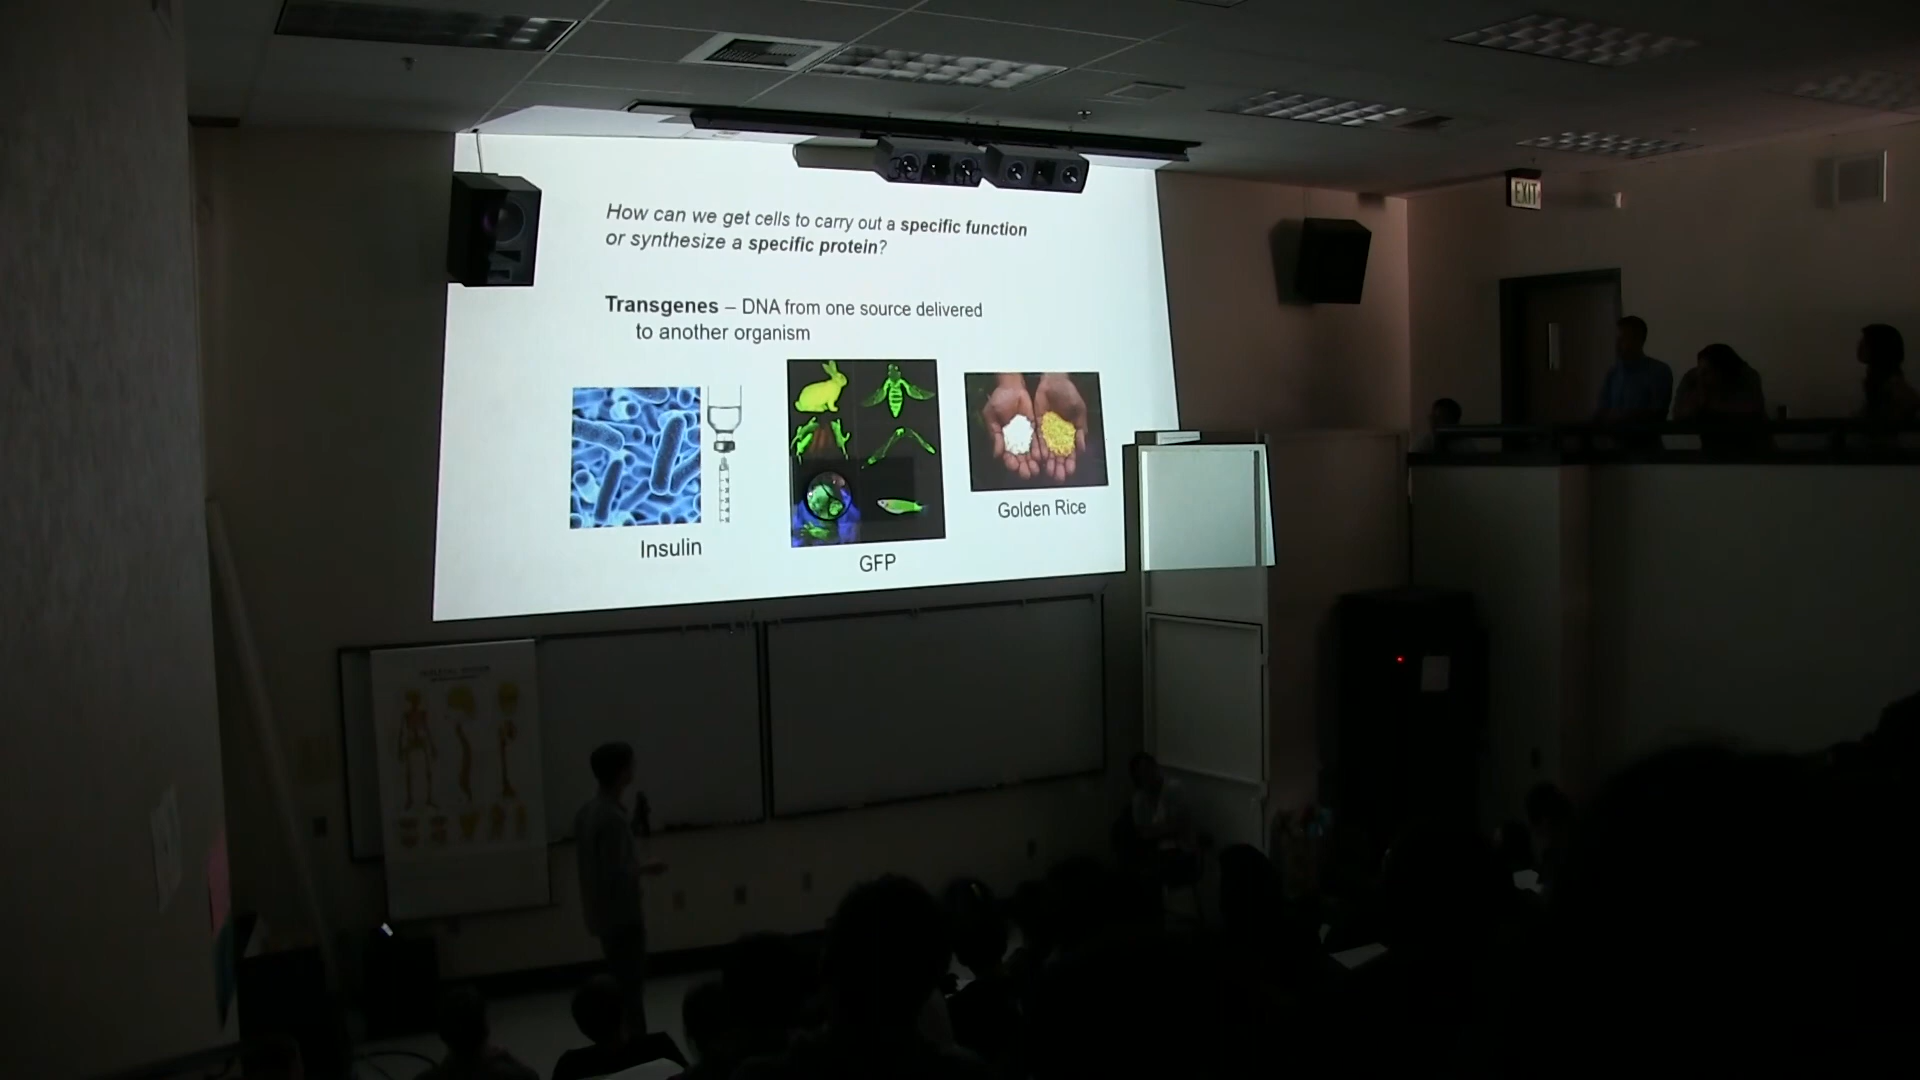 EXIT
How can we get cells to carry out a specific function
or synthesize a specific protein?
Transgenes – DNA from one source delivered
to another organism
Insulin
GFP
Golden Rice